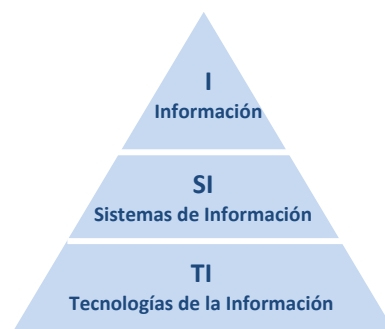 I
Información
SI
Sistemas de Información
TI
Tecnologías de la Información